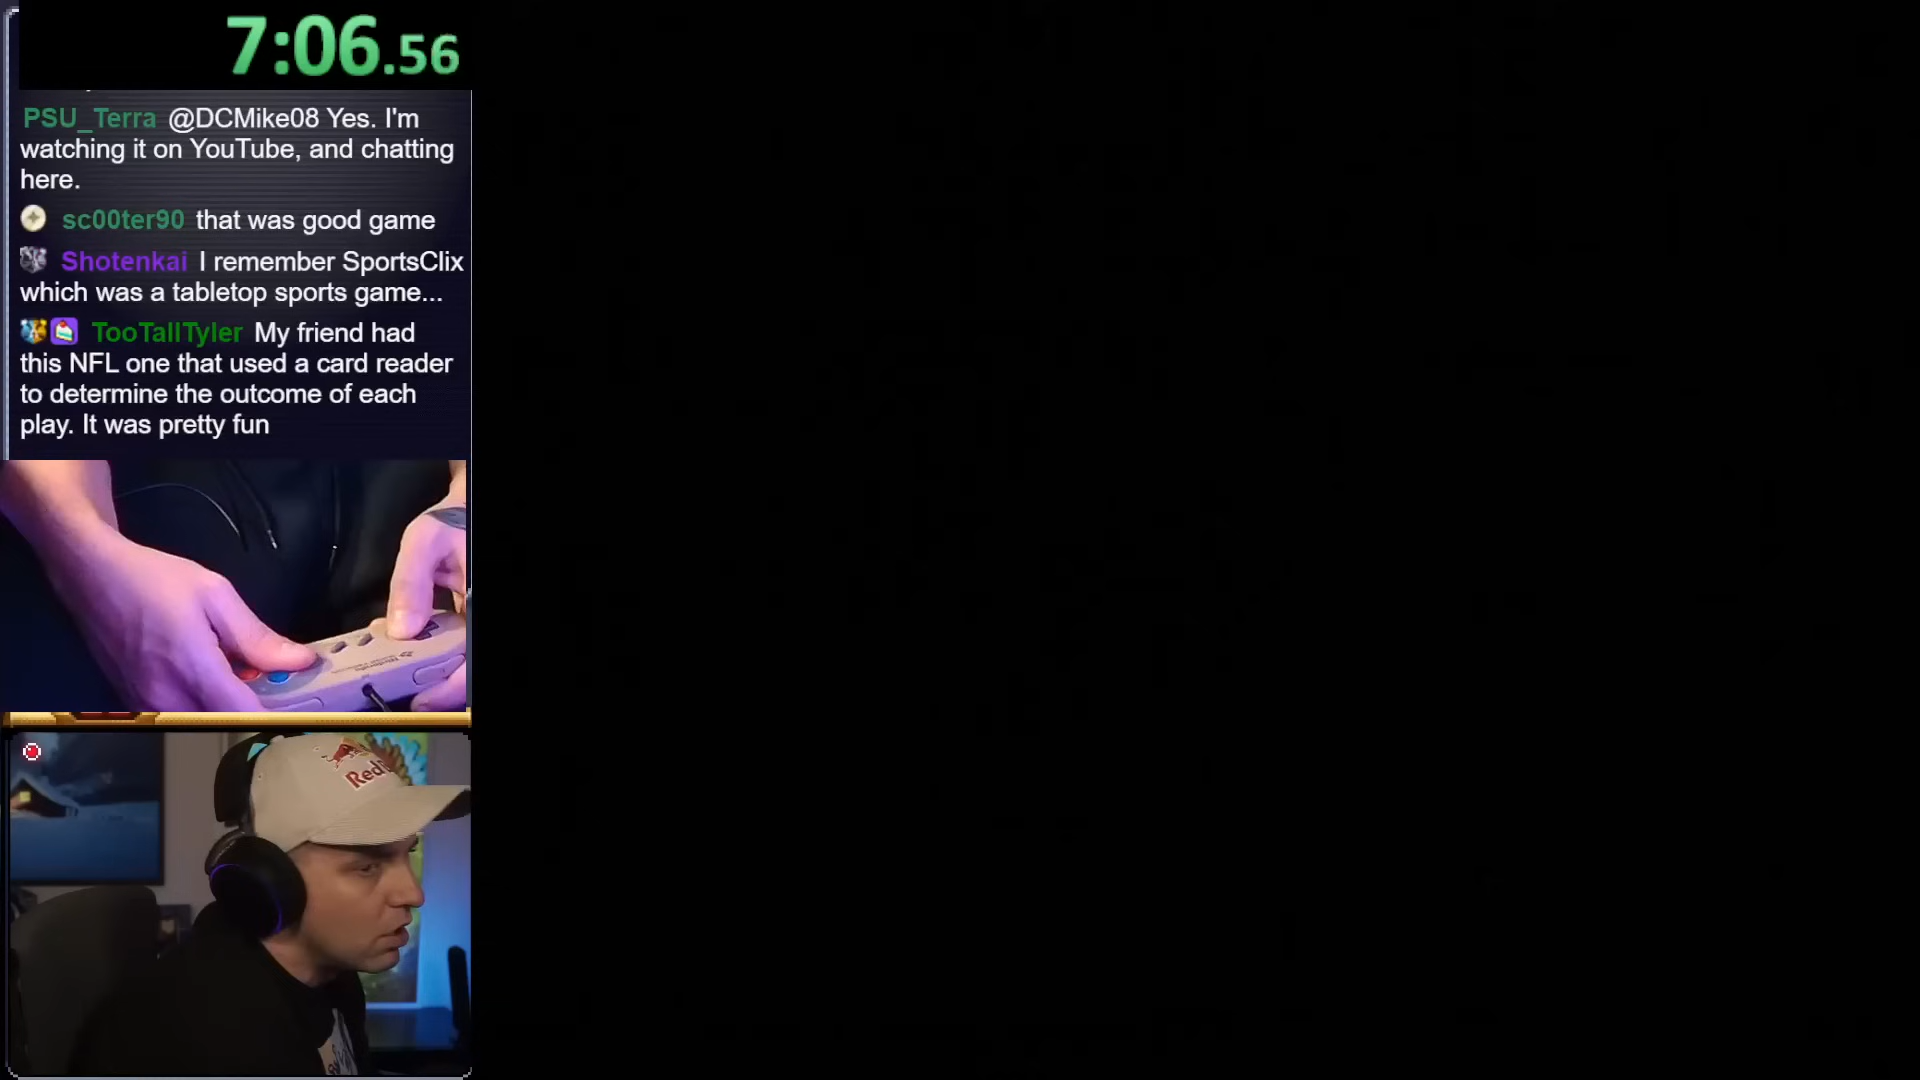 7:06.56
PSU_Terra @DCMike08 Yes. I'm
watching it on YouTube, and chatting
here.
sc00ter90 that was good game
Shotenkai I remember SportsClix
which was a tabletop sports game...
TooTallTyler My friend had
this NFL one that used a card reader
to determine the outcome of each
play. It was pretty fun
Red